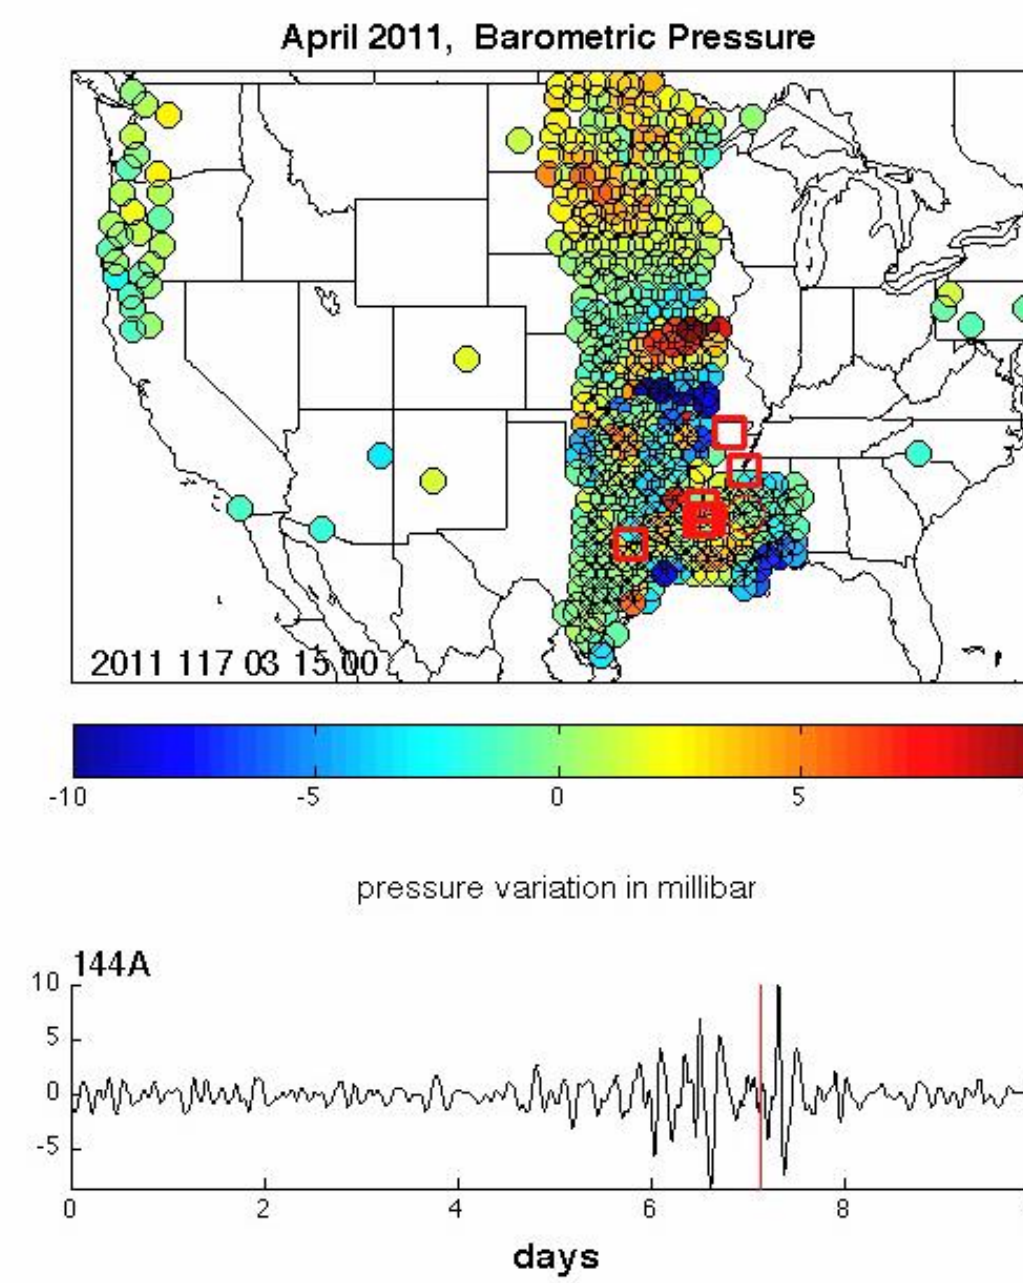 April 2011, Barometric Pressure
2011 117 03 15 00
-10 -5 0 5
pressure variation in millibar
144A
10
5
0
-5
0 2 4 6 8
days